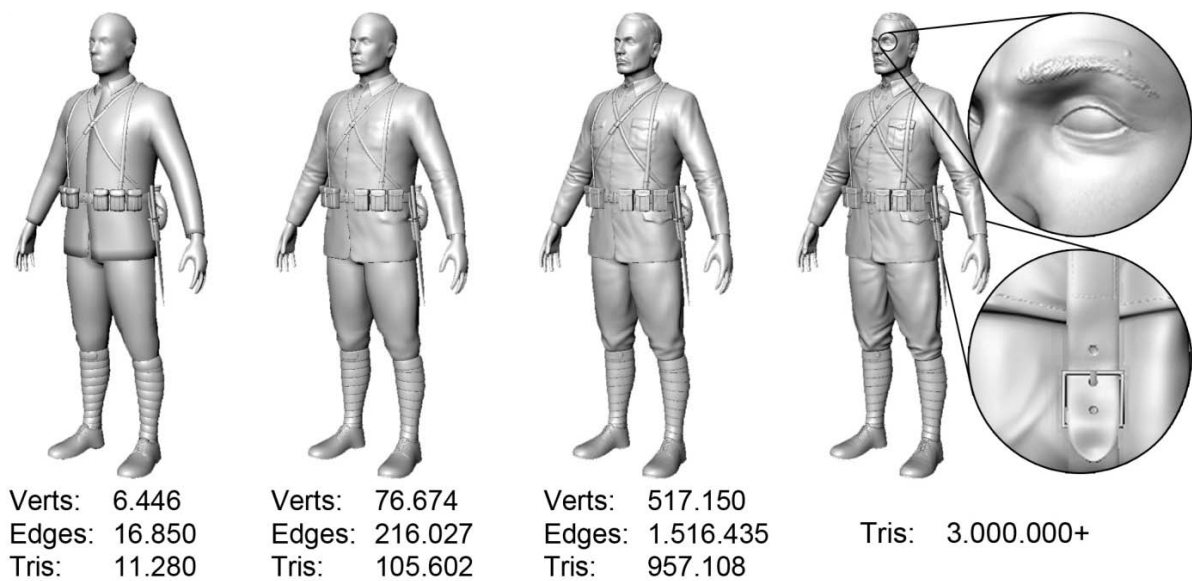 Verts: 6.446
Edges: 16.850
Tris: 11.280
Verts: 76.674
Edges: 216.027
Tris: 105.602
Verts: 517.150
Edges: 1.516.435
Tris: 957.108
Tris: 3.000.000+